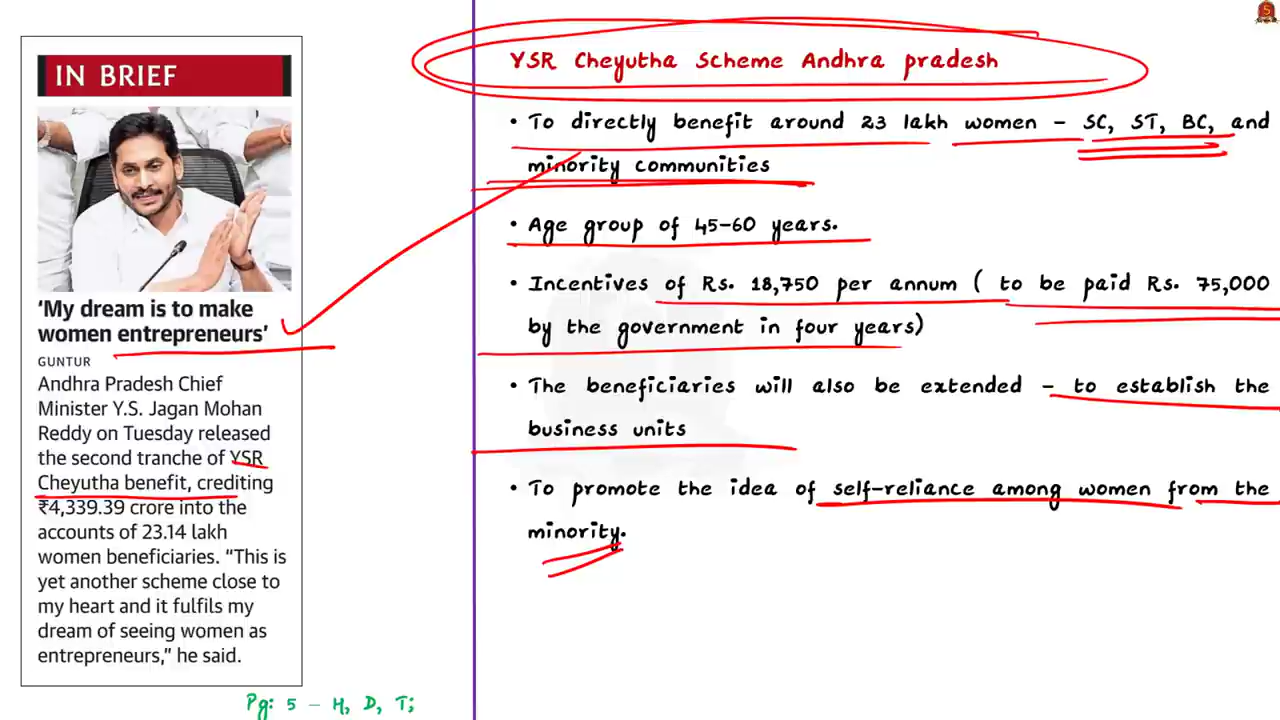 IN BRIEF
'My dream is to make
women entrepreneurs'
GUNTUR
Andhra Pradesh Chief
Minister Y.S. Jagan Mohan
Reddy on Tuesday released
the second tranche of YSR
Cheyutha benefit, crediting
₹4,339.39 crore into the
accounts of 23.14 lakh
women beneficiaries. “This is
yet another scheme close to
my heart and it fulfils my
dream of seeing women as
entrepreneurs,” he said.
Pg: 5 - H, D, T;
YSR Cheyutha Scheme Andhra pradesh
• To directly benefit around 23 lakh women - SC, ST, BC, and
minority communities
• Age group of 45-60 years.
• Incentives of Rs. 18,750 per annum ( to be paid Rs. 75,000
by the government in four years)
• The beneficiaries will also be extended - to establish the
business units
• To promote the idea of self-reliance among women from the
minority.